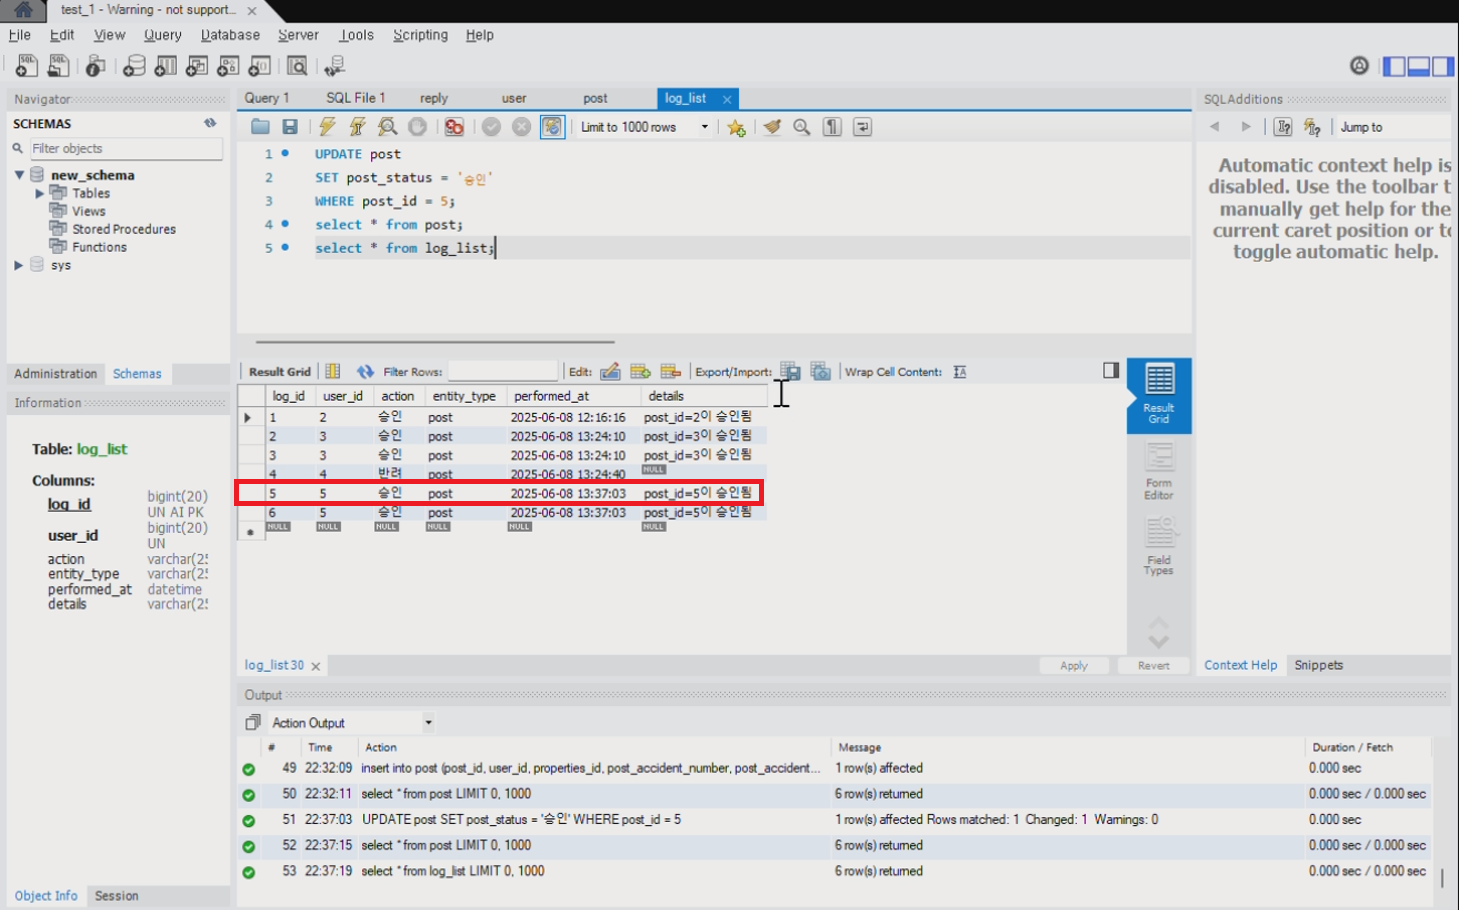 test_1 - Warning - not support...
File Edit View Query Database Server Tools Scripting Help
Navigator
SCHEMAS
Filter objects
new_schema
Tables
Views
Stored Procedures
Functions
sys
Administration Schemas
Information
Table: log_list
Columns:
log_id bigint(20) UN AI PK
user_id bigint(20) UN
action varchar(2
entity_type varchar(2
performed_at datetime
details varchar(2
Object Info Session
Query 1 SQL File 1 reply user post log_list
Limit to 1000 rows
1 UPDATE post
2 SET post_status = '승인'
3 WHERE post_id = 5;
4 select * from post;
5 select * from log_list;
Result Grid Filter Rows: Edit: Export/Import: Wrap Cell Content:
log_id user_id action entity_type performed_at details
1 2 승인 post 2025-06-08 12:16:16 post_id=2이 승인됨
2 3 승인 post 2025-06-08 13:24:10 post_id=3이 승인됨
3 3 승인 post 2025-06-08 13:24:10 post_id=3이 승인됨
4 4 반려 post 2025-06-08 13:24:40 NULL
5 5 승인 post 2025-06-08 13:37:03 post_id=5이 승인됨
6 5 승인 post 2025-06-08 13:37:03 post_id=5이 승인됨
NULL NULL NULL NULL NULL NULL
Result Grid
Form Editor
Field Types
log_list 30 Apply Revert
SQLAdditions
Jump to
Automatic context help is
disabled. Use the toolbar t
manually get help for the
current caret position or to
toggle automatic help.
Context Help Snippets
Output
Action Output
# Time Action Message Duration / Fetch
49 22:32:09 insert into post (post_id, user_id, properties_id, post_accident_number, post_accident... 1 row(s) affected 0.000 sec
50 22:32:11 select * from post LIMIT 0, 1000 6 row(s) returned 0.000 sec / 0.000 sec
51 22:37:03 UPDATE post SET post_status = '승인' WHERE post_id = 5 1 row(s) affected Rows matched: 1 Changed: 1 Warnings: 0 0.000 sec
52 22:37:15 select * from post LIMIT 0, 1000 6 row(s) returned 0.000 sec / 0.000 sec
53 22:37:19 select * from log_list LIMIT 0, 1000 6 row(s) returned 0.000 sec / 0.000 sec